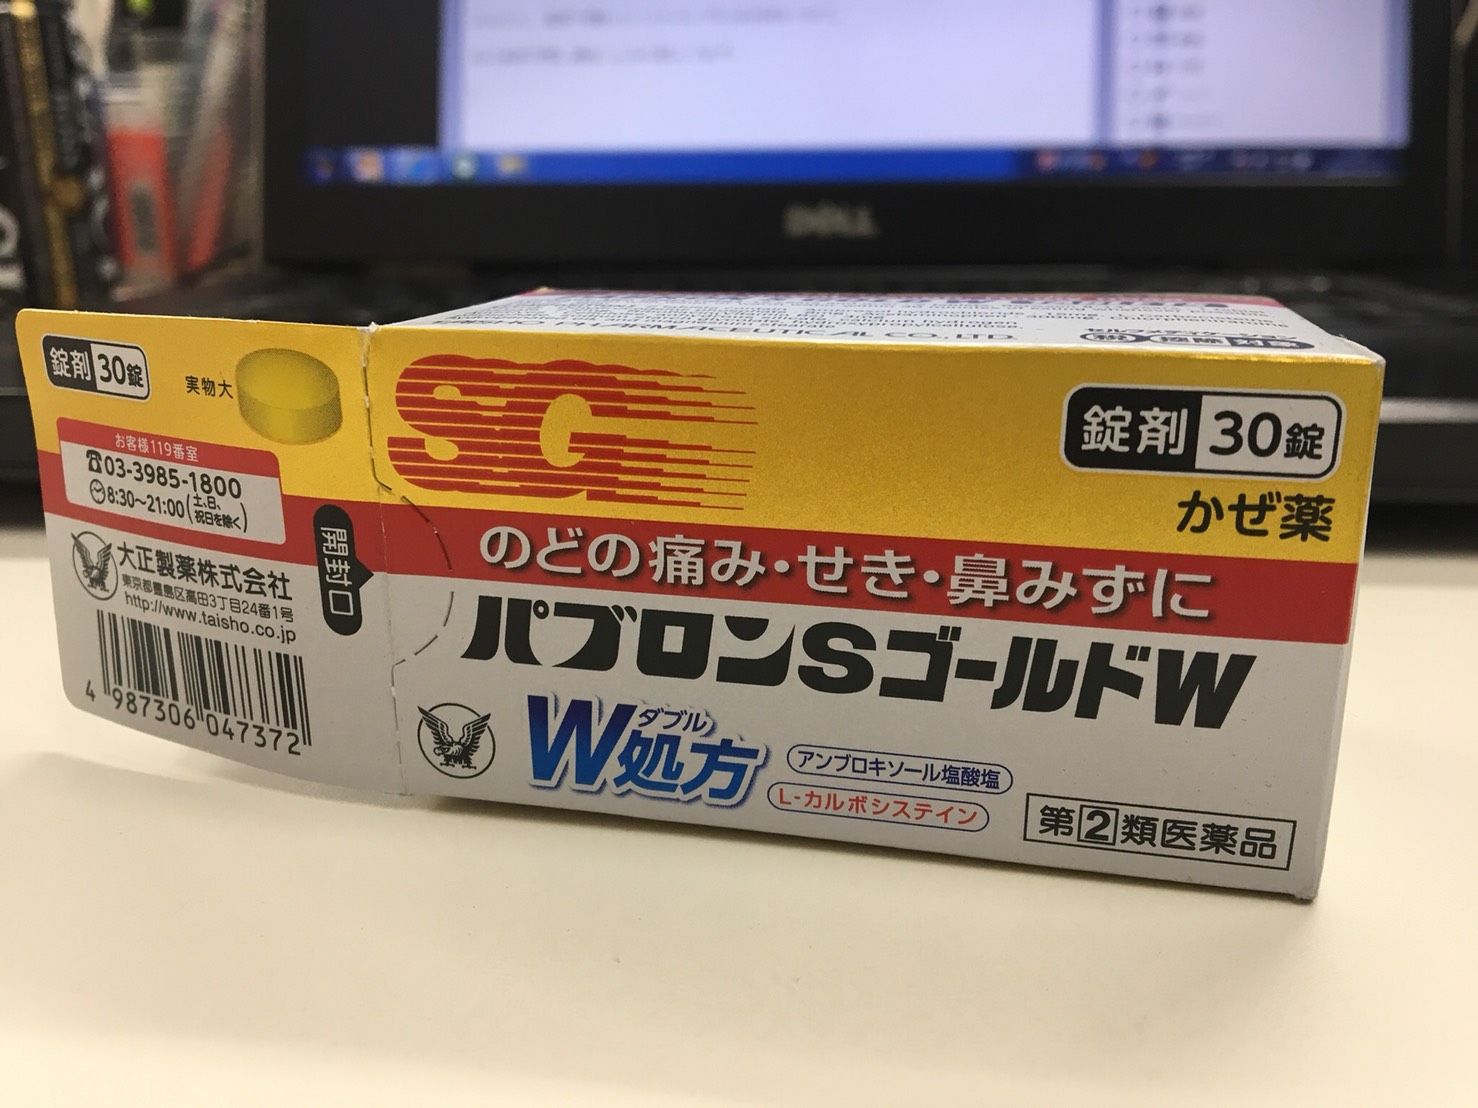 錠剤 30錠
実物大
お客様119番室
☎03-3985-1800
8:30～21:00(土、日、祝日を除く)
開封口
大正製薬株式会社
東京都豊島区高田3丁目24番1号
http://www.taisho.co.jp
4 987306 047372
PHARMACEUTICAL CO., LTD.
SG
錠剤 30錠
かぜ薬
のどの痛み・せき・鼻みずに
パブロンSゴールドW
ダブル
W処方
アンブロキソール塩酸塩
L-カルボシステイン
第②類医薬品
DELL